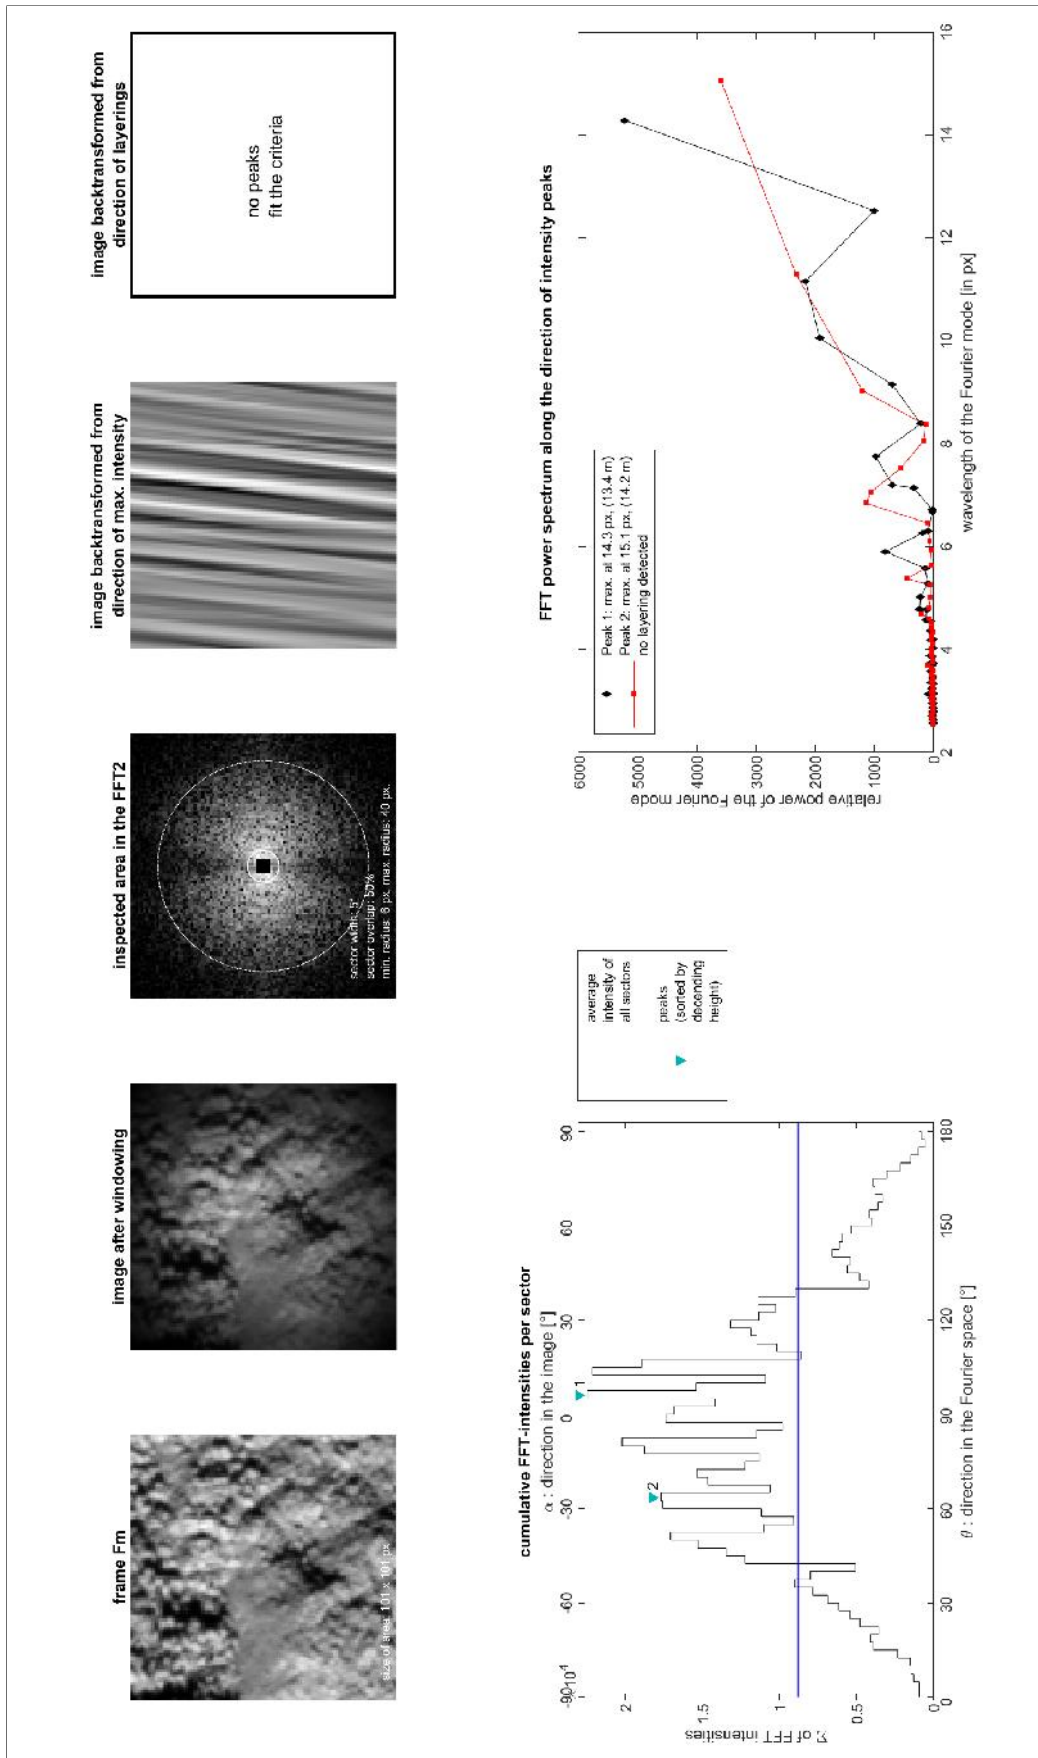 frame Fm
size of area: 101 x 101 px
image after windowing
inspected area in the FFT2
sector width: 5°
sector overlap: 50%
min. radius: 6 px, max. radius: 40 px.
image backtransformed from
direction of max. intensity
image backtransformed from
direction of layerings
no peaks
fit the criteria
cumulative FFT-intensities per sector
α : direction in the image [°]
-90 -60 -30 0 30 60 90
10⁴
Σ of FFT intensities
2
1.5
1
0.5
0
1
2
0 30 60 90 120 150 180
θ : direction in the Fourier space [°]
average
intensity of
all sectors
peaks
(sorted by
decending
height)
FFT power spectrum along the direction of intensity peaks
relative power of the Fourier mode
6000
5000
4000
3000
2000
1000
0
Peak 1: max. at 14.3 px, (13.4 m)
Peak 2: max. at 15.1 px, (14.2 m)
no layering detected
2 4 6 8 10 12 14 16
wavelength of the Fourier mode [in px]